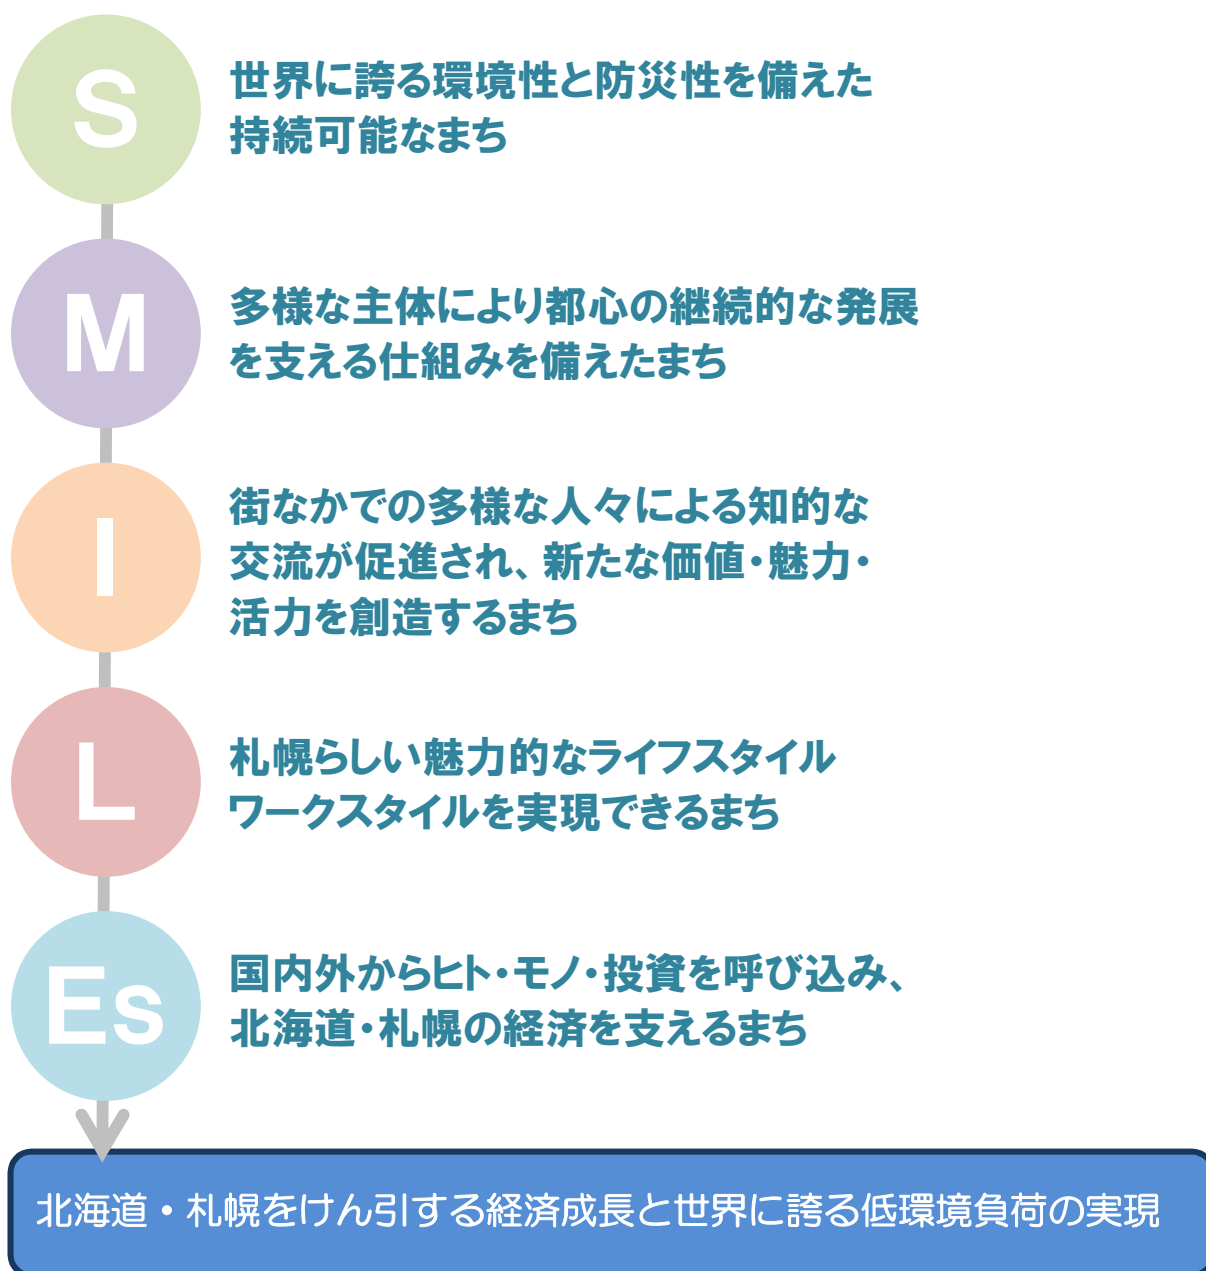 S
世界に誇る環境性と防災性を備えた
持続可能なまち
M
多様な主体により都心の継続的な発展
を支える仕組みを備えたまち
I
街なかでの多様な人々による知的な
交流が促進され、新たな価値・魅力・
活力を創造するまち
L
札幌らしい魅力的なライフスタイル
ワークスタイルを実現できるまち
Es
国内外からヒト・モノ・投資を呼び込み、
北海道・札幌の経済を支えるまち
北海道・札幌をけん引する経済成長と世界に誇る低環境負荷の実現